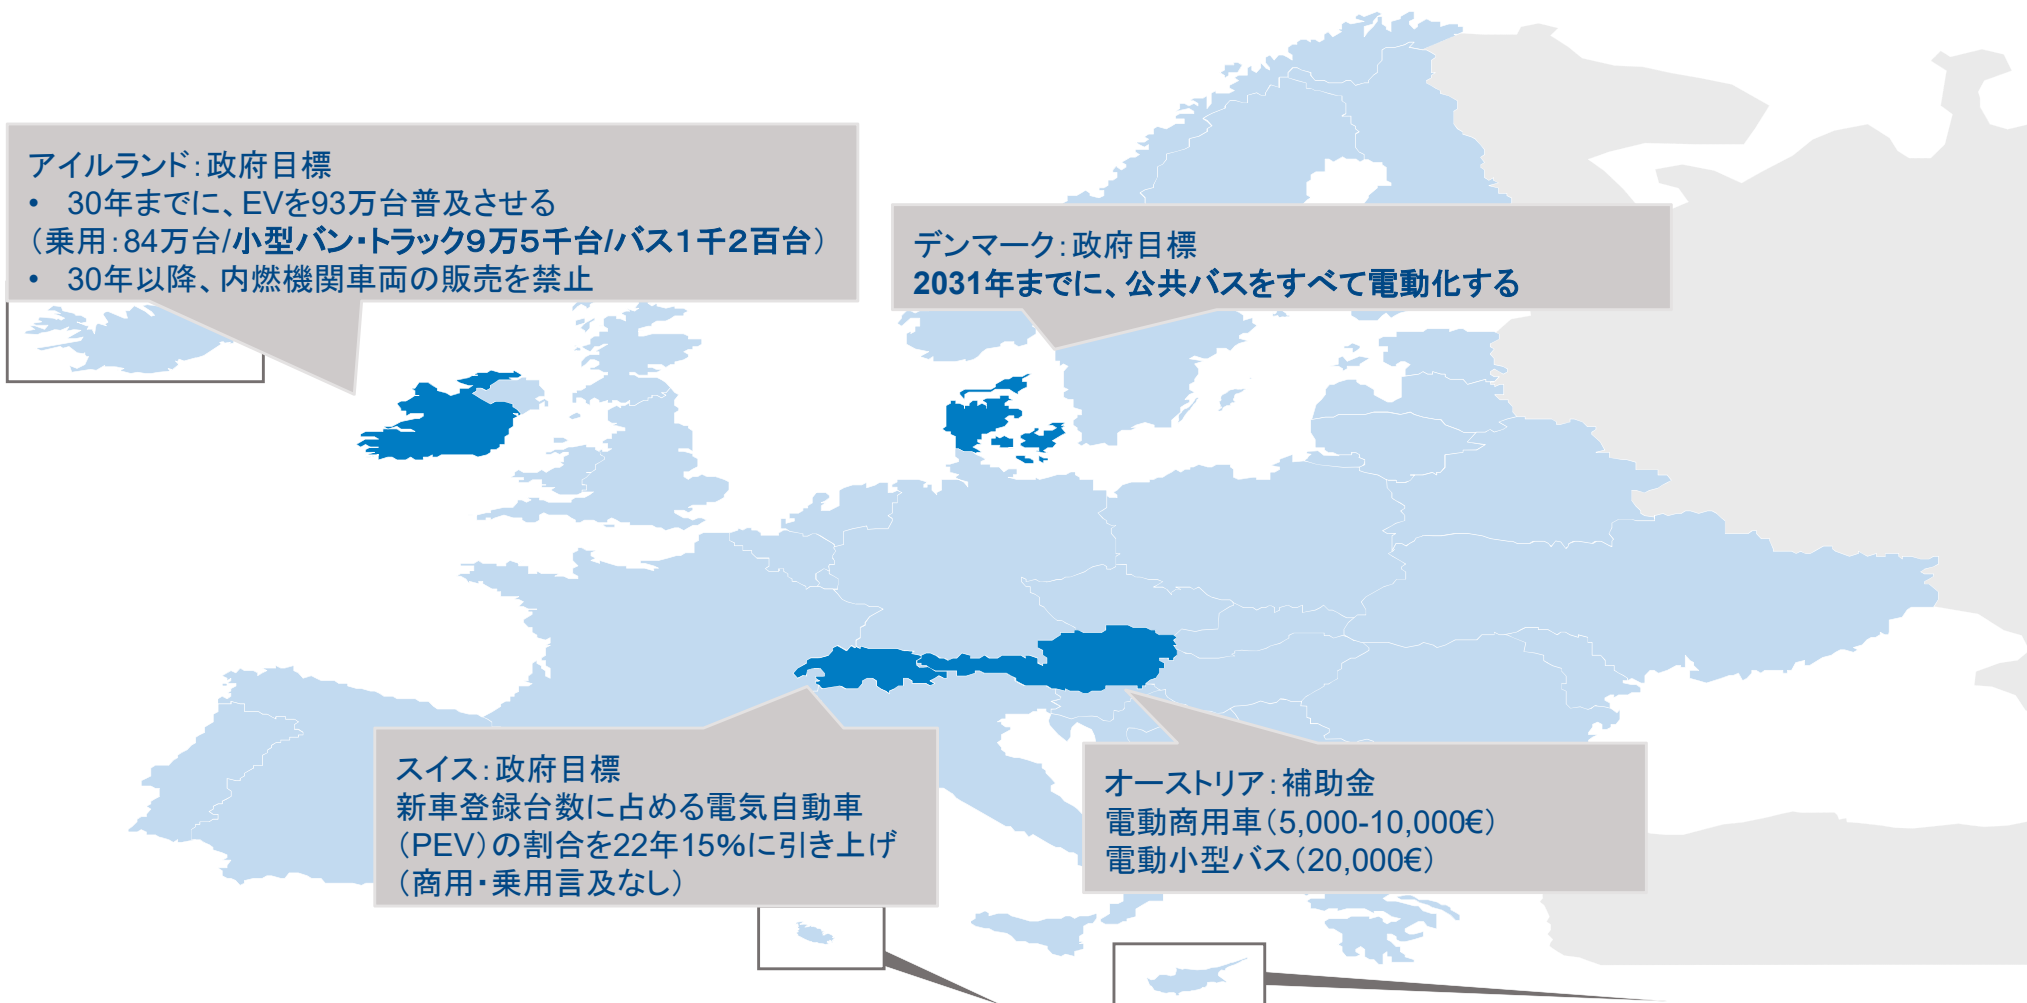 アイルランド：政府目標
• 30年までに、EVを93万台普及させる
（乗用：84万台/小型バン・トラック９万５千台/バス１千２百台）
• 30年以降、内燃機関車両の販売を禁止
デンマーク：政府目標
2031年までに、公共バスをすべて電動化する
スイス：政府目標
新車登録台数に占める電気自動車
（PEV）の割合を22年15%に引き上げ
（商用・乗用言及なし）
オーストリア：補助金
電動商用車（5,000-10,000€）
電動小型バス（20,000€）